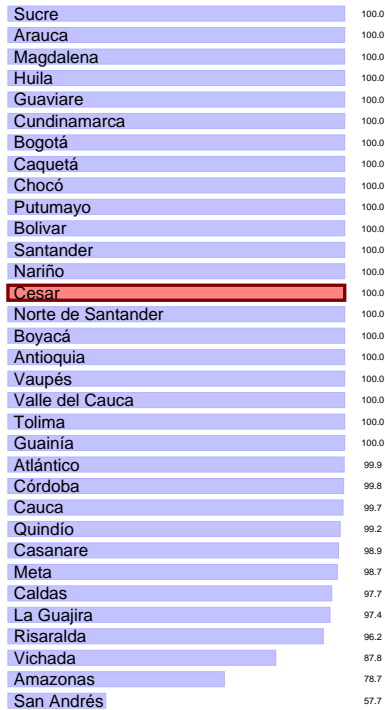 Sucre 100.0
Arauca 100.0
Magdalena 100.0
Huila 100.0
Guaviare 100.0
Cundinamarca 100.0
Bogotá 100.0
Caquetá 100.0
Chocó 100.0
Putumayo 100.0
Bolivar 100.0
Santander 100.0
Nariño 100.0
Cesar 100.0
Norte de Santander 100.0
Boyacá 100.0
Antioquia 100.0
Vaupés 100.0
Valle del Cauca 100.0
Tolima 100.0
Guainía 100.0
Atlántico 99.9
Córdoba 99.8
Cauca 99.7
Quindío 99.2
Casanare 98.9
Meta 98.7
Caldas 97.7
La Guajira 97.4
Risaralda 96.2
Vichada 87.8
Amazonas 78.7
San Andrés 57.7